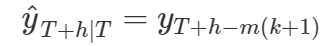 ŷ_{T+h|T} = y_{T+h−m(k+1)}